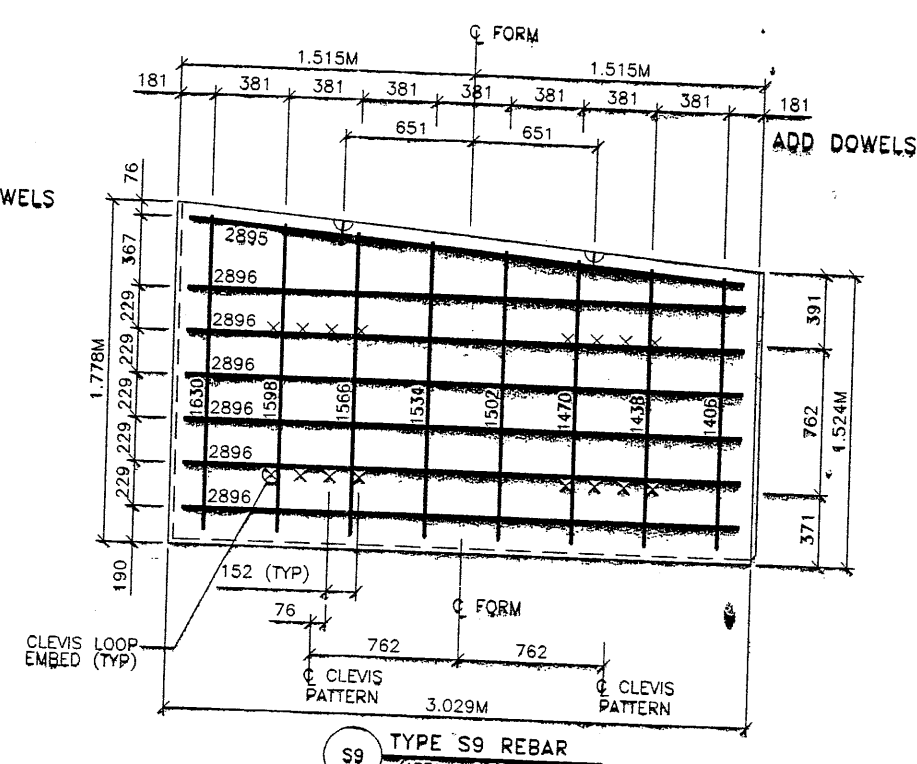 ℄ FORM
1.515M
1.515M
181 381 381 381 381 381 381 381 181
651 651
ADD DOWELS
WELS
76
367
229
229
229
229
229
190
1.778M
2895
2896
2896
2896
2896
2896
2896
1630 1598 1566 1534 1502 1470 1438 1406
391
762
371
1.524M
152 (TYP)
76
℄ FORM
CLEVIS LOOP
EMBED (TYP)
762 762
℄ CLEVIS
PATTERN
℄ CLEVIS
PATTERN
3.029M
S9
TYPE S9 REBAR